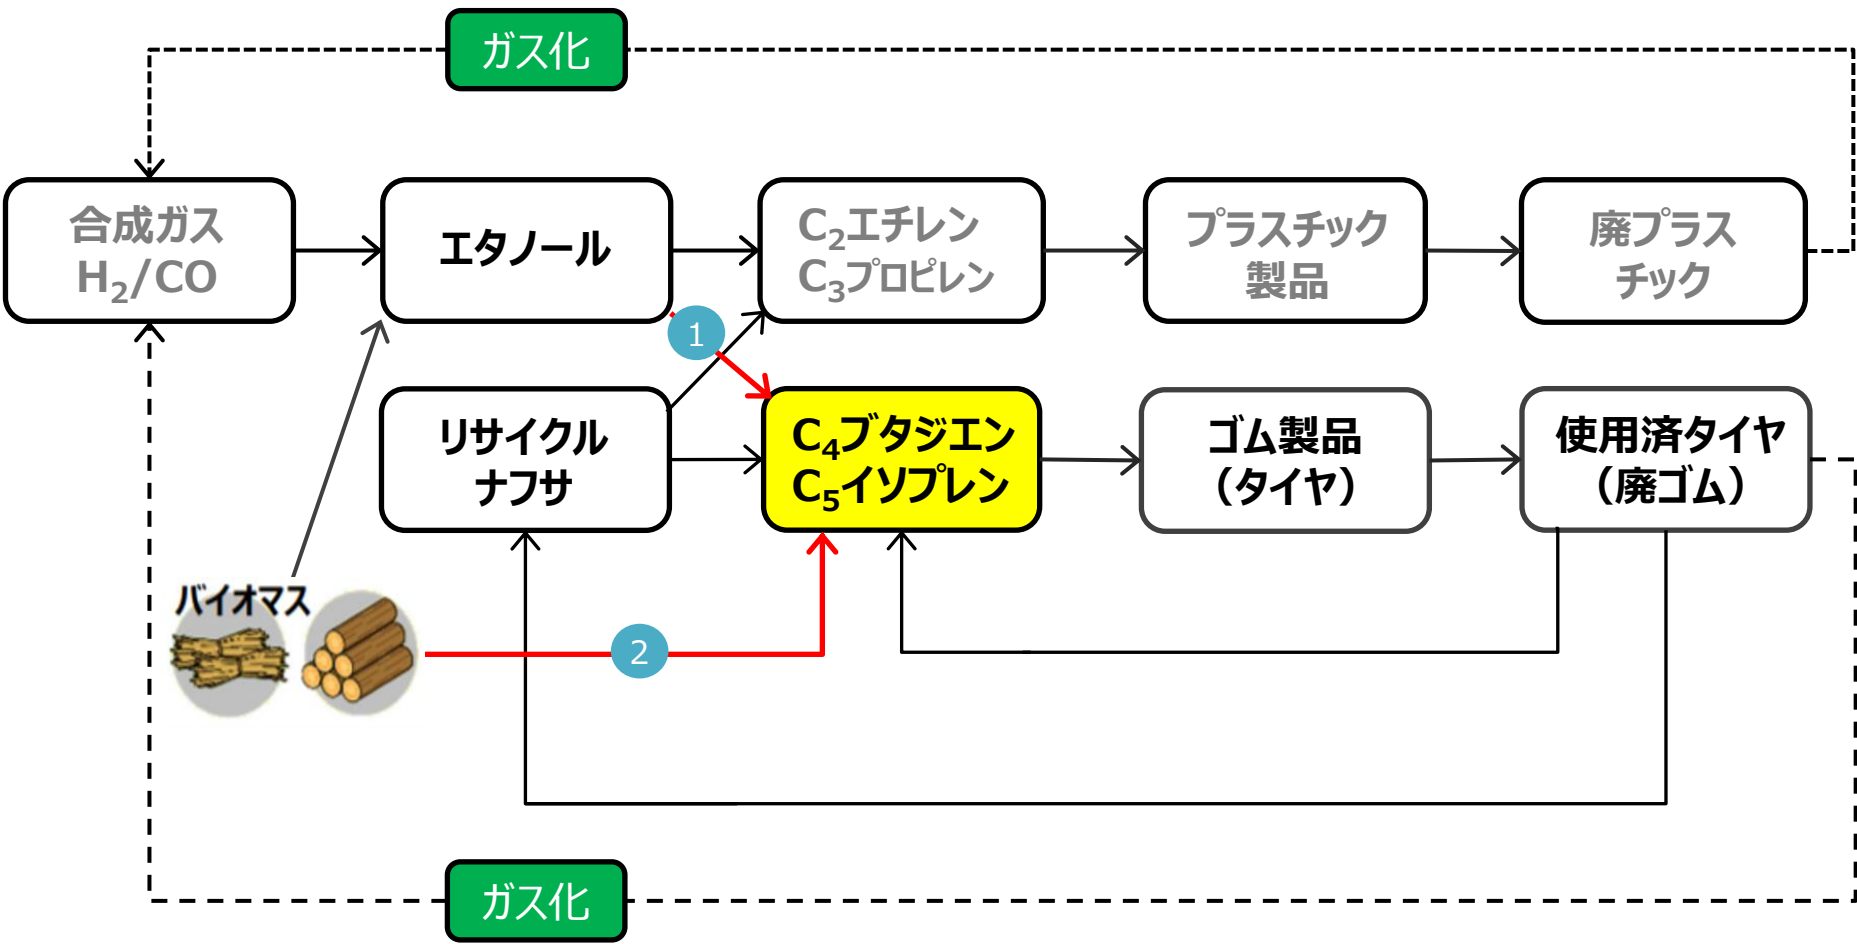 ガス化
合成ガス
H₂/CO
エタノール
C₂エチレン
C₃プロピレン
プラスチック
製品
廃プラス
チック
1
リサイクル
ナフサ
C₄ブタジエン
C₅イソプレン
ゴム製品
（タイヤ）
使用済タイヤ
（廃ゴム）
バイオマス
2
ガス化